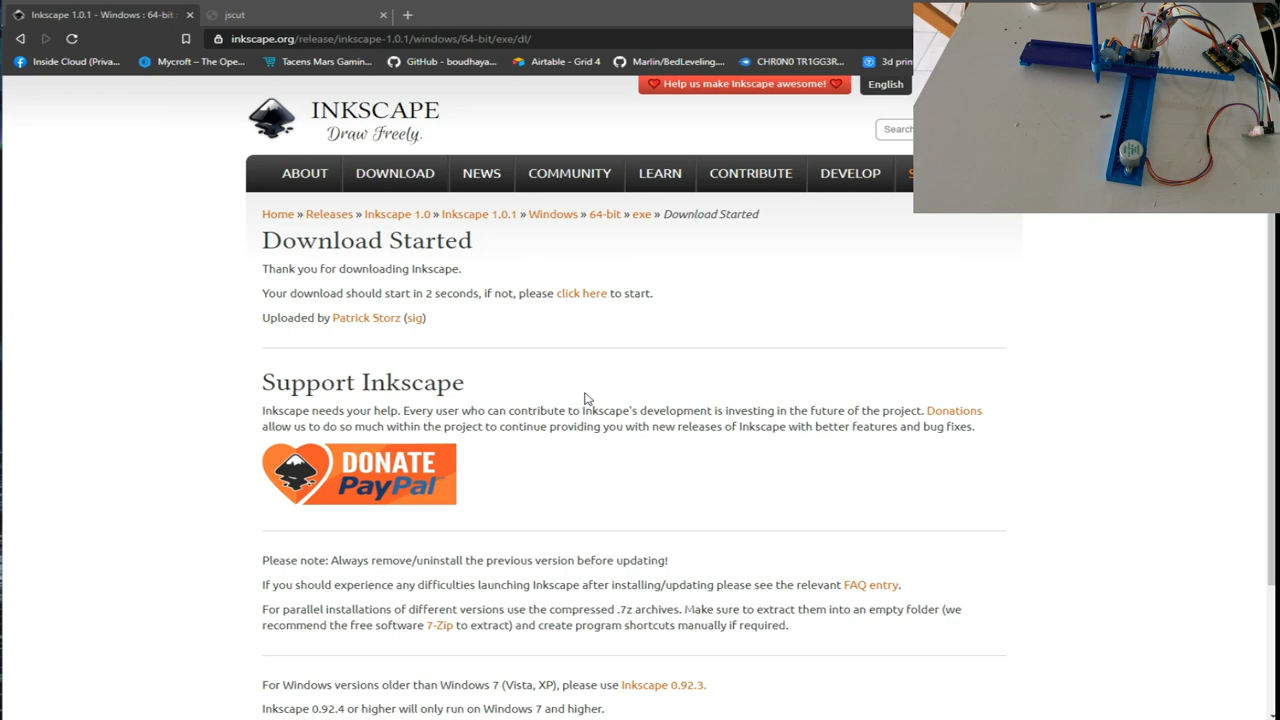 Inkscape 1.0.1 - Windows : 64-bit
jscut
inkscape.org/release/inkscape-1.0.1/windows/64-bit/exe/dl/
Inside Cloud (Priva...
Mycroft – The Ope...
Tacens Mars Gamin...
GitHub - boudhaya...
Airtable - Grid 4
Marlin/BedLeveling...
CHR0N0 TR1GG3R...
3d prin
Help us make Inkscape awesome!
English
INKSCAPE
Draw Freely.
Search
ABOUT
DOWNLOAD
NEWS
COMMUNITY
LEARN
CONTRIBUTE
DEVELOP
S
Home » Releases » Inkscape 1.0 » Inkscape 1.0.1 » Windows » 64-bit » exe » Download Started
Download Started
Thank you for downloading Inkscape.
Your download should start in 2 seconds, if not, please click here to start.
Uploaded by Patrick Storz (sig)
Support Inkscape
Inkscape needs your help. Every user who can contribute to Inkscape's development is investing in the future of the project. Donations
allow us to do so much within the project to continue providing you with new releases of Inkscape with better features and bug fixes.
DONATE
PayPal
Please note: Always remove/uninstall the previous version before updating!
If you should experience any difficulties launching Inkscape after installing/updating please see the relevant FAQ entry.
For parallel installations of different versions use the compressed .7z archives. Make sure to extract them into an empty folder (we
recommend the free software 7-Zip to extract) and create program shortcuts manually if required.
For Windows versions older than Windows 7 (Vista, XP), please use Inkscape 0.92.3.
Inkscape 0.92.4 or higher will only run on Windows 7 and higher.